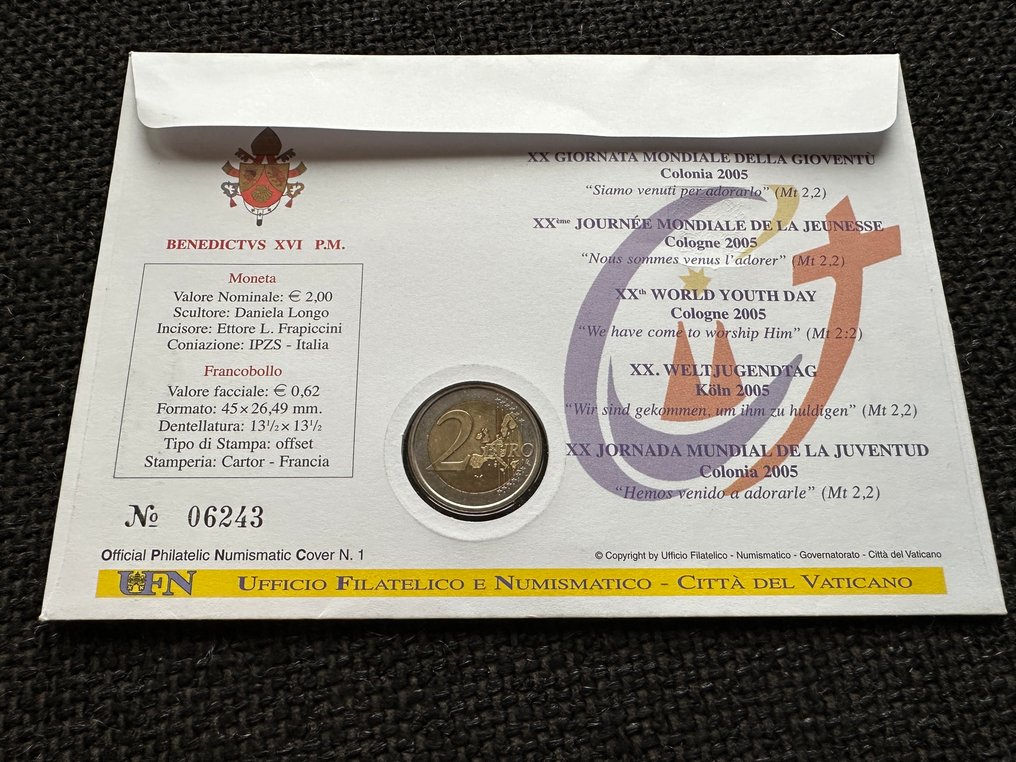 BENEDICTVS XVI P.M.
Moneta
Valore Nominale: € 2,00
Scultore: Daniela Longo
Incisore: Ettore L. Frapiccini
Coniazione: IPZS - Italia
Francobollo
Valore facciale: € 0,62
Formato: 45×26,49 mm.
Dentellatura: 13½×13½
Tipo di Stampa: offset
Stamperia: Cartor - Francia
№ 06243
Official Philatelic Numismatic Cover N. 1
XX GIORNATA MONDIALE DELLA GIOVENTÙ
Colonia 2005
“Siamo venuti per adorarlo” (Mt 2,2)
XXème JOURNÉE MONDIALE DE LA JEUNESSE
Cologne 2005
“Nous sommes venus l’adorer” (Mt 2,2)
XXth WORLD YOUTH DAY
Cologne 2005
“We have come to worship Him” (Mt 2:2)
XX. WELTJUGENDTAG
Köln 2005
“Wir sind gekommen, um ihm zu huldigen” (Mt 2,2)
XX JORNADA MUNDIAL DE LA JUVENTUD
Colonia 2005
“Hemos venido a adorarle” (Mt 2,2)
2 EURO
© Copyright by Ufficio Filatelico - Numismatico - Governatorato - Città del Vaticano
UFN UFFICIO FILATELICO E NUMISMATICO - CITTÀ DEL VATICANO